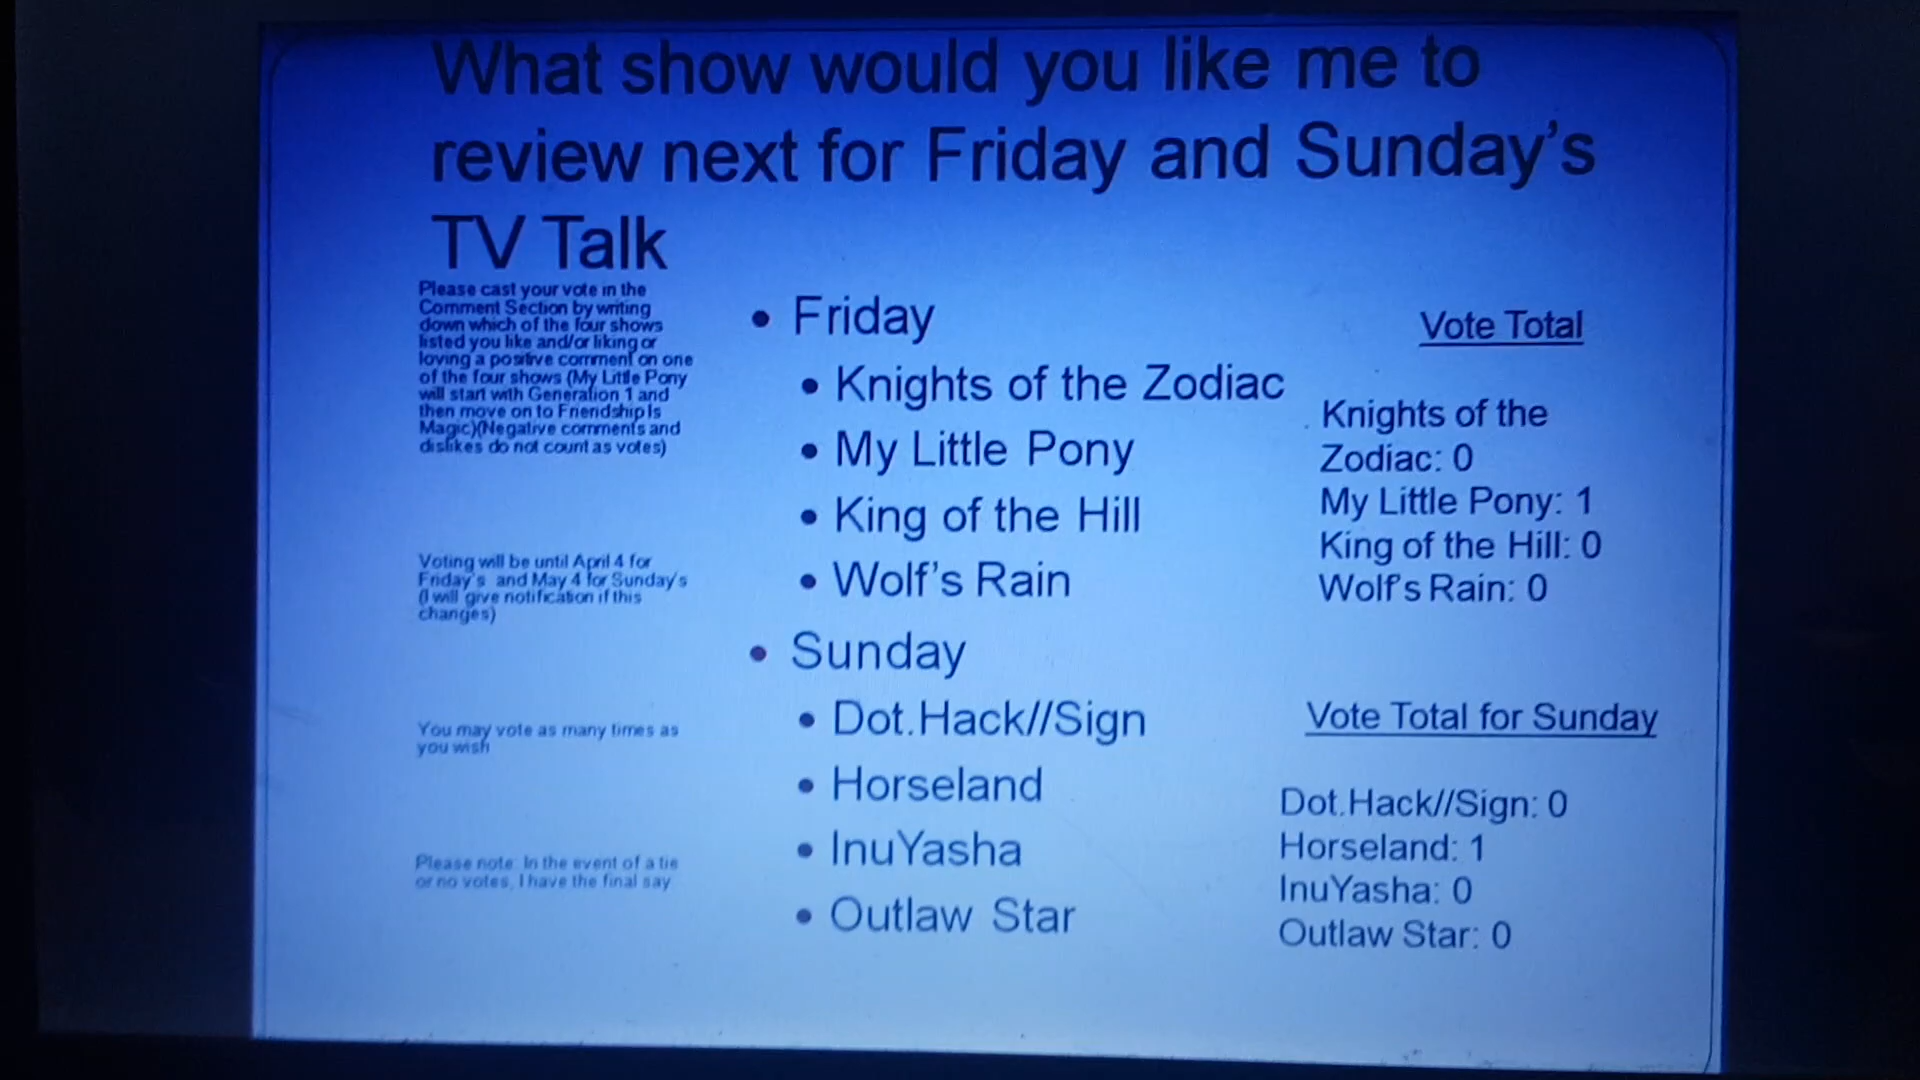 What show would you like me to
review next for Friday and Sunday's
TV Talk
Please cast your vote in the
Comment Section by writing
down which of the four shows
listed you like and/or liking or
loving a positive comment on one
of the four shows (My Little Pony
will start with Generation 1 and
then move on to Friendship Is
Magic)(Negative comments and
dislikes do not count as votes)
Voting will be until April 4 for
Friday's and May 4 for Sunday's
(I will give notification if this
changes)
You may vote as many times as
you wish
Please note: In the event of a tie
or no votes, I have the final say
• Friday
• Knights of the Zodiac
• My Little Pony
• King of the Hill
• Wolf's Rain
• Sunday
• Dot.Hack//Sign
• Horseland
• InuYasha
• Outlaw Star
Vote Total
Knights of the
Zodiac: 0
My Little Pony: 1
King of the Hill: 0
Wolf's Rain: 0
Vote Total for Sunday
Dot.Hack//Sign: 0
Horseland: 1
InuYasha: 0
Outlaw Star: 0